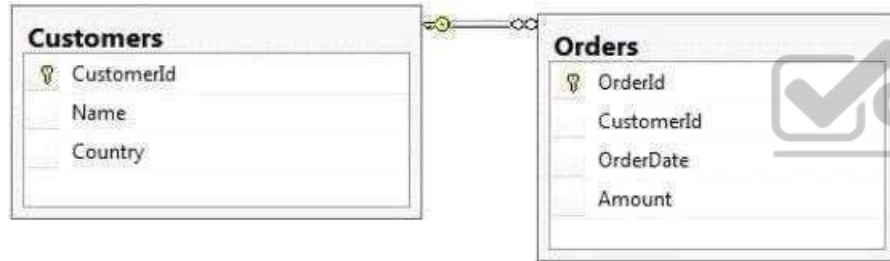 Customers
CustomerId
Name
Country
Orders
OrderId
CustomerId
OrderDate
Amount